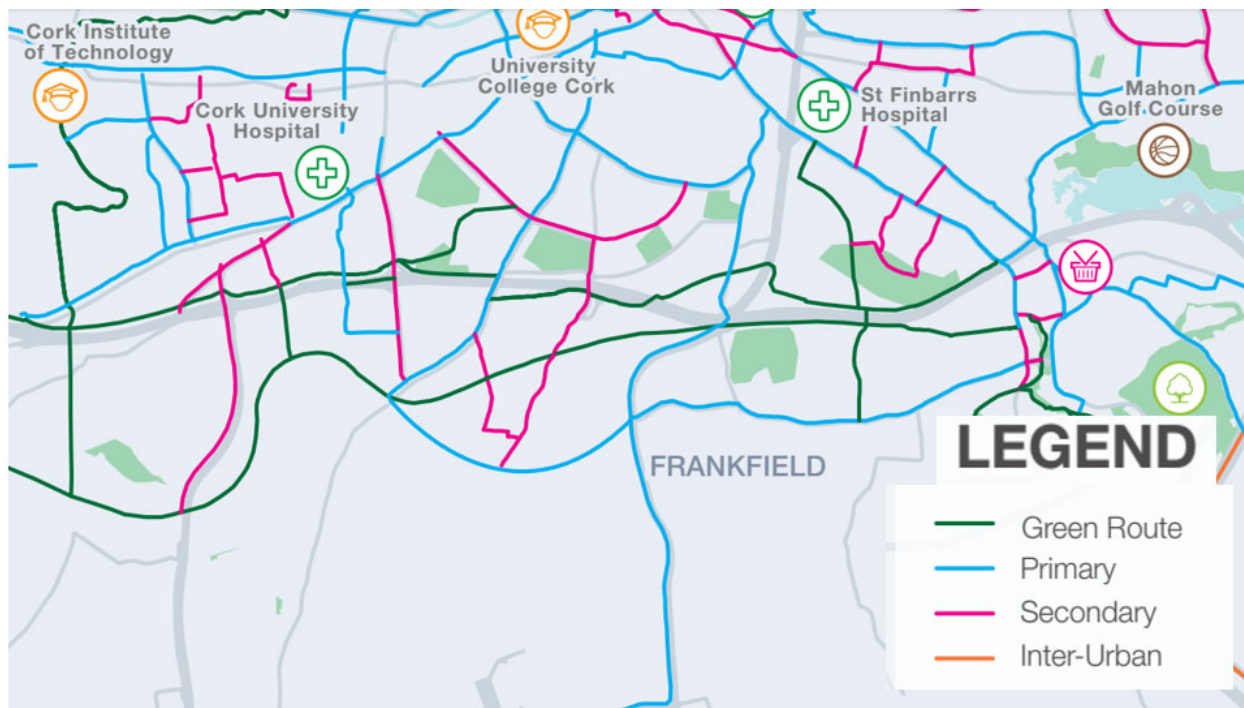 Cork Institute
of Technology
University
College Cork
Cork University
Hospital
St Finbarrs
Hospital
Mahon
Golf Course
FRANKFIELD
LEGEND
Green Route
Primary
Secondary
Inter-Urban